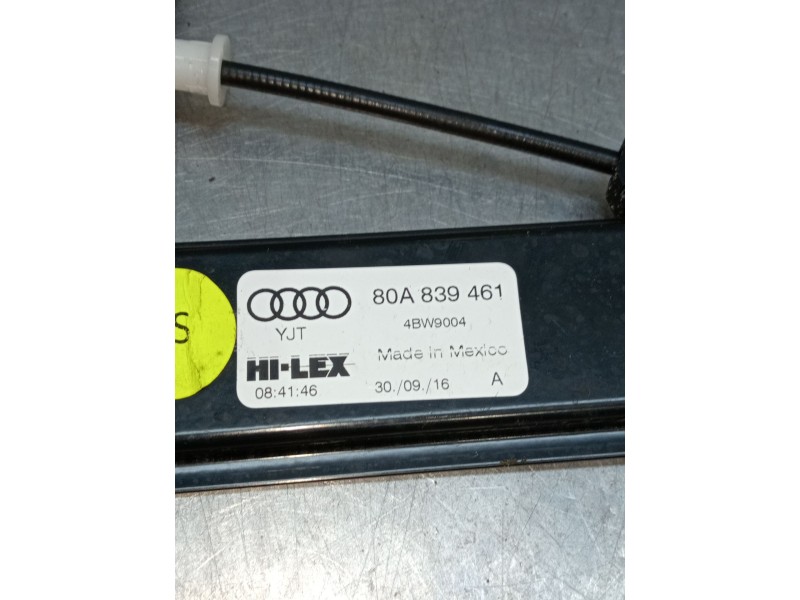 S
80A 839 461
YJT
4BW9004
HI-LEX
Made in Mexico
08:41:46
30./09./16
A